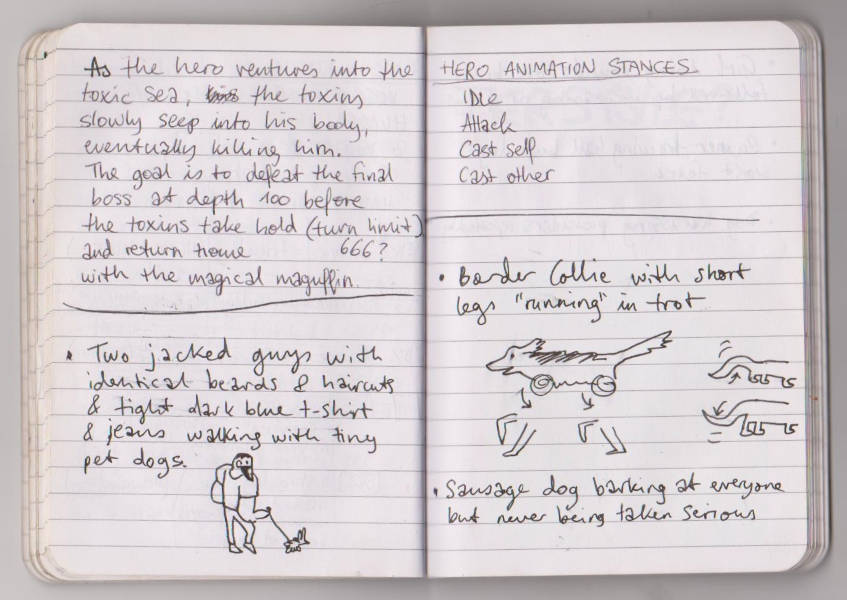 As the hero ventures into the
toxic sea, the toxins
slowly seep into his body,
eventually killing him.
The goal is to defeat the final
boss at depth 100 before
the toxins take hold (turn limit)
and return home 666?
with the magical maguffin.
• Two jacked guys with
identical beards & haircuts
& tight dark blue t-shirt
& jeans walking with tiny
pet dogs.
HERO ANIMATION STANCES
IDle
Attack
Cast self
Cast other
• Border Collie with short
legs "running" in trot
• Sausage dog barking at everyone
but never being taken serious